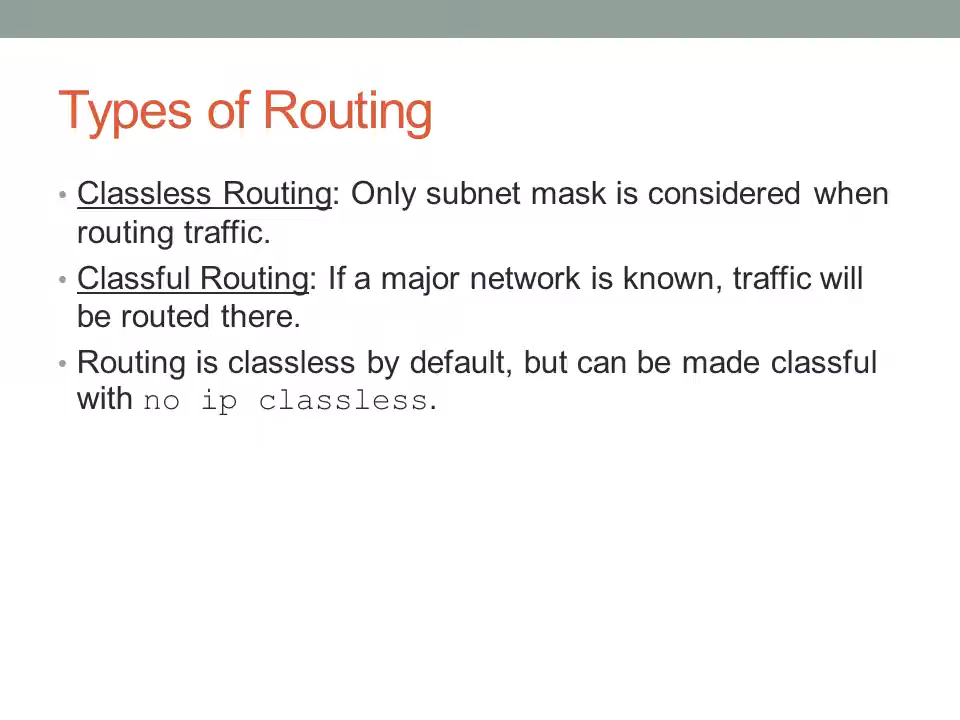 Types of Routing
• Classless Routing: Only subnet mask is considered when
routing traffic.
• Classful Routing: If a major network is known, traffic will
be routed there.
• Routing is classless by default, but can be made classful
with no ip classless.